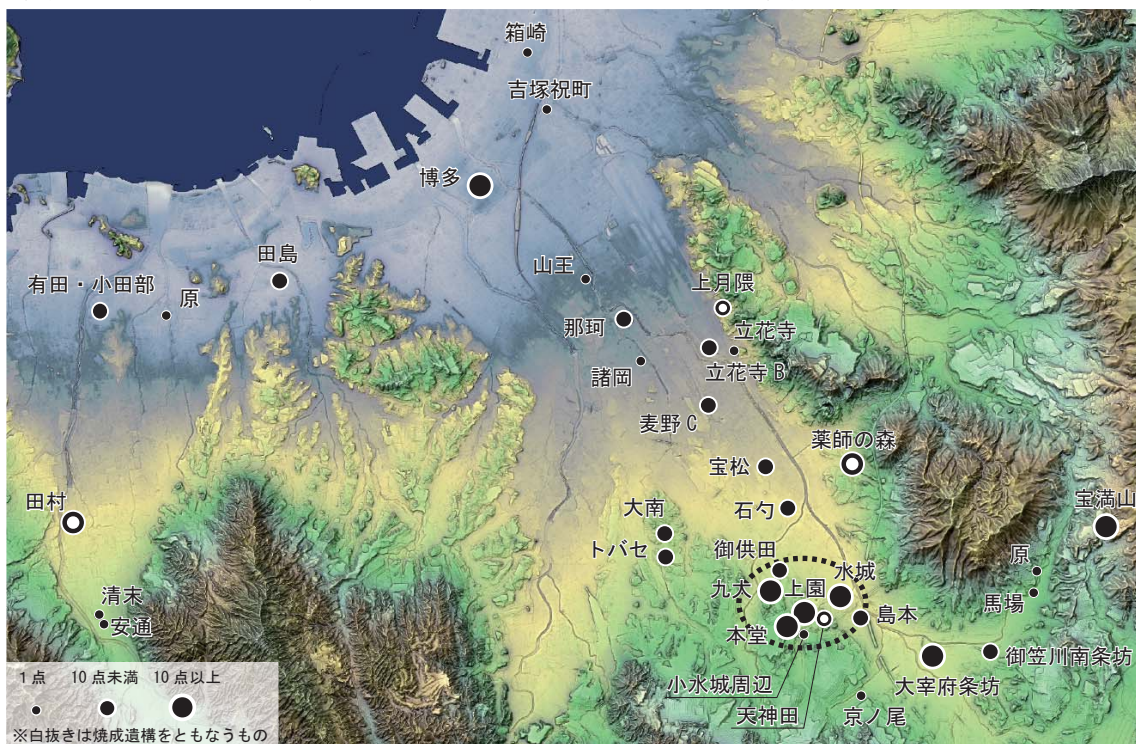 箱崎
吉塚祝町
博多
田島
有田・小田部
原
山王
上月隈
那珂
立花寺
諸岡
立花寺 B
麦野 C
薬師の森
宝松
田村
石勺
宝満山
大南
トバセ
御供田
原
水城
九大
上園
馬場
清末
安通
島本
本堂
御笠川南条坊
小水城周辺
大宰府条坊
天神田
京ノ尾
1 点
10 点未満
10 点以上
※白抜きは焼成遺構をともなうもの